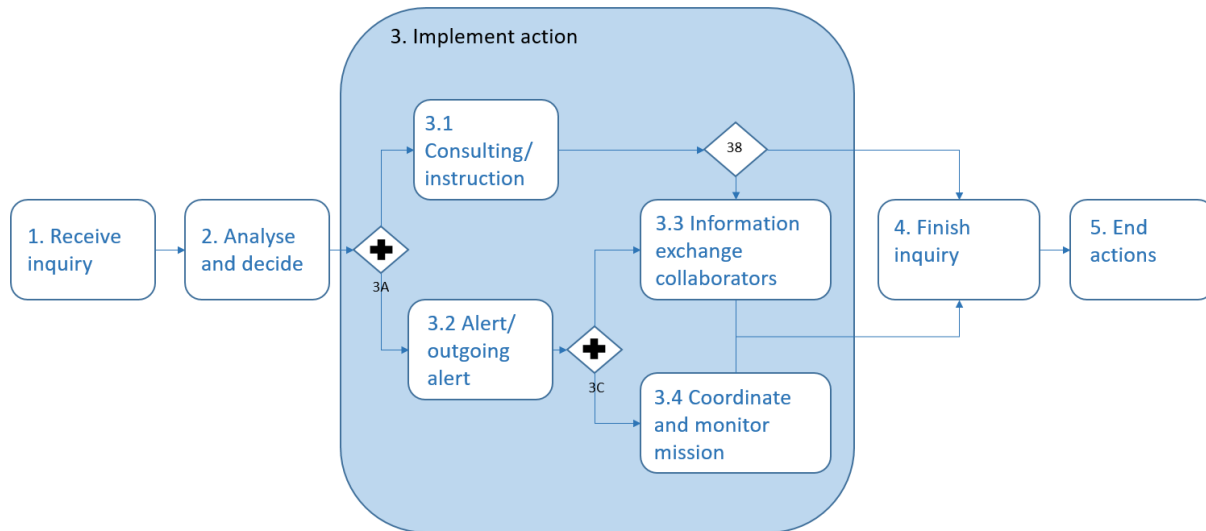 3. Implement action
3.1
Consulting/
instruction
38
1. Receive
inquiry
2. Analyse
and decide
3A
3.2 Alert/
outgoing
alert
3C
3.3 Information
exchange
collaborators
3.4 Coordinate
and monitor
mission
4. Finish
inquiry
5. End
actions